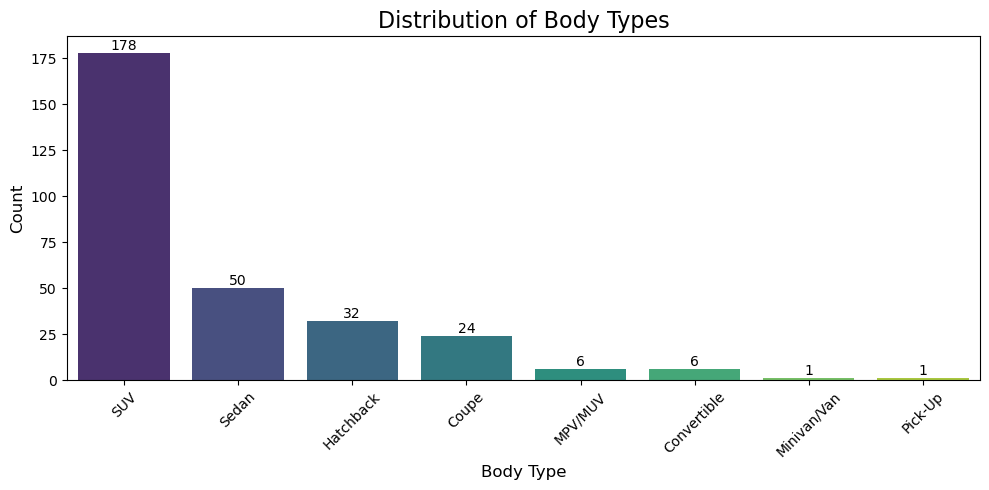 Distribution of Body Types
Count
175
150
125
100
75
50
25
0
178
50
32
24
6
6
1
1
SUV
Sedan
Hatchback
Coupe
MPV/MUV
Convertible
Minivan/Van
Pick-Up
Body Type